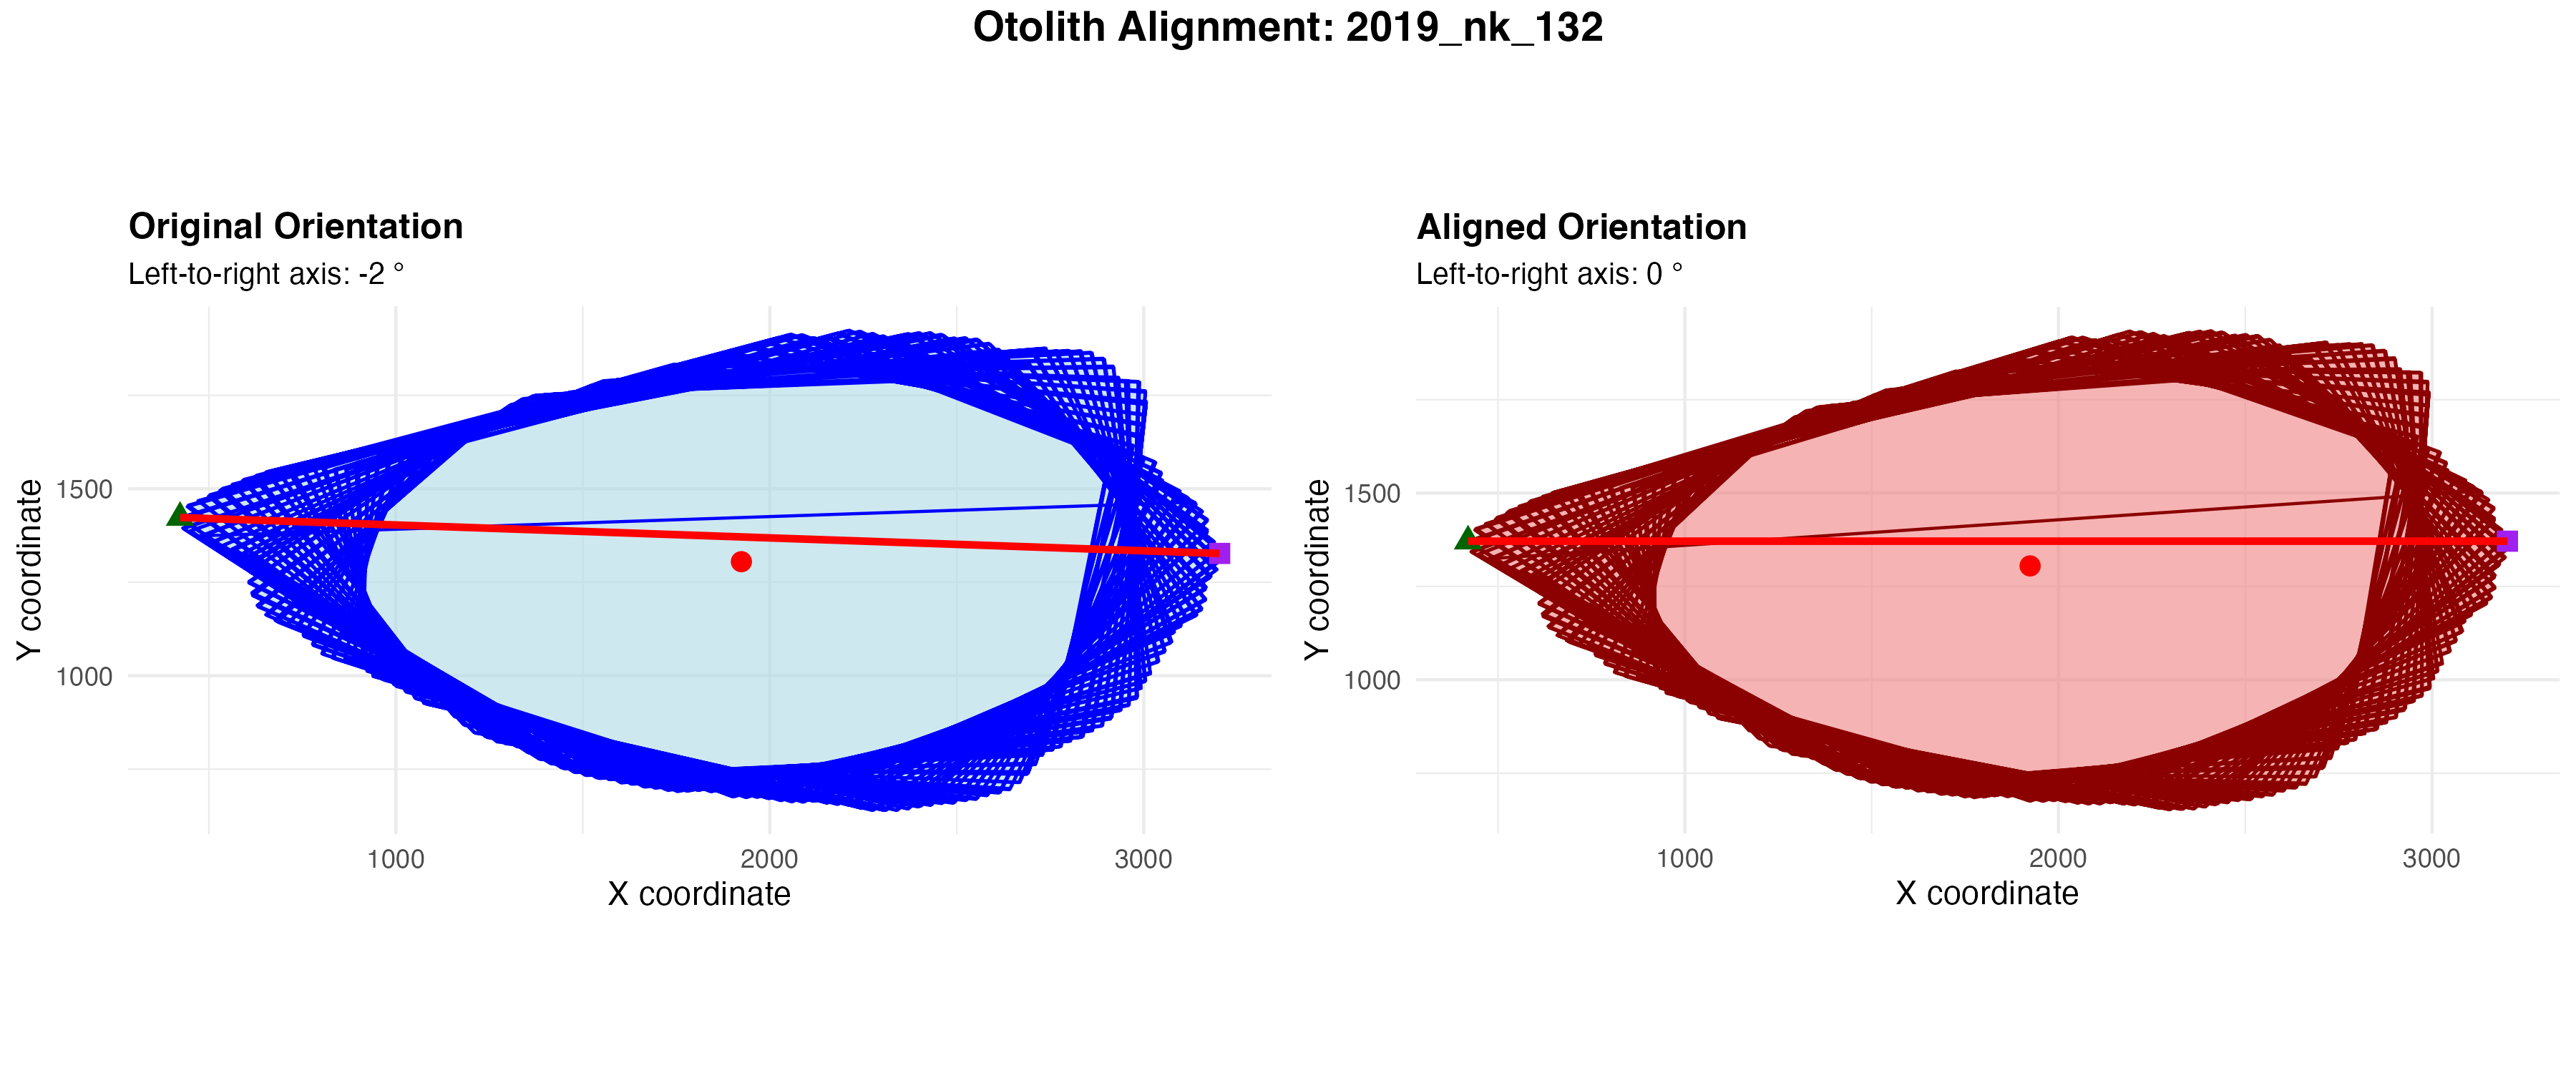 Otolith Alignment: 2019_nk_132
Original Orientation
Left-to-right axis: -2 °
Y coordinate
1500
1000
1000
2000
3000
X coordinate
Aligned Orientation
Left-to-right axis: 0 °
Y coordinate
1500
1000
1000
2000
3000
X coordinate